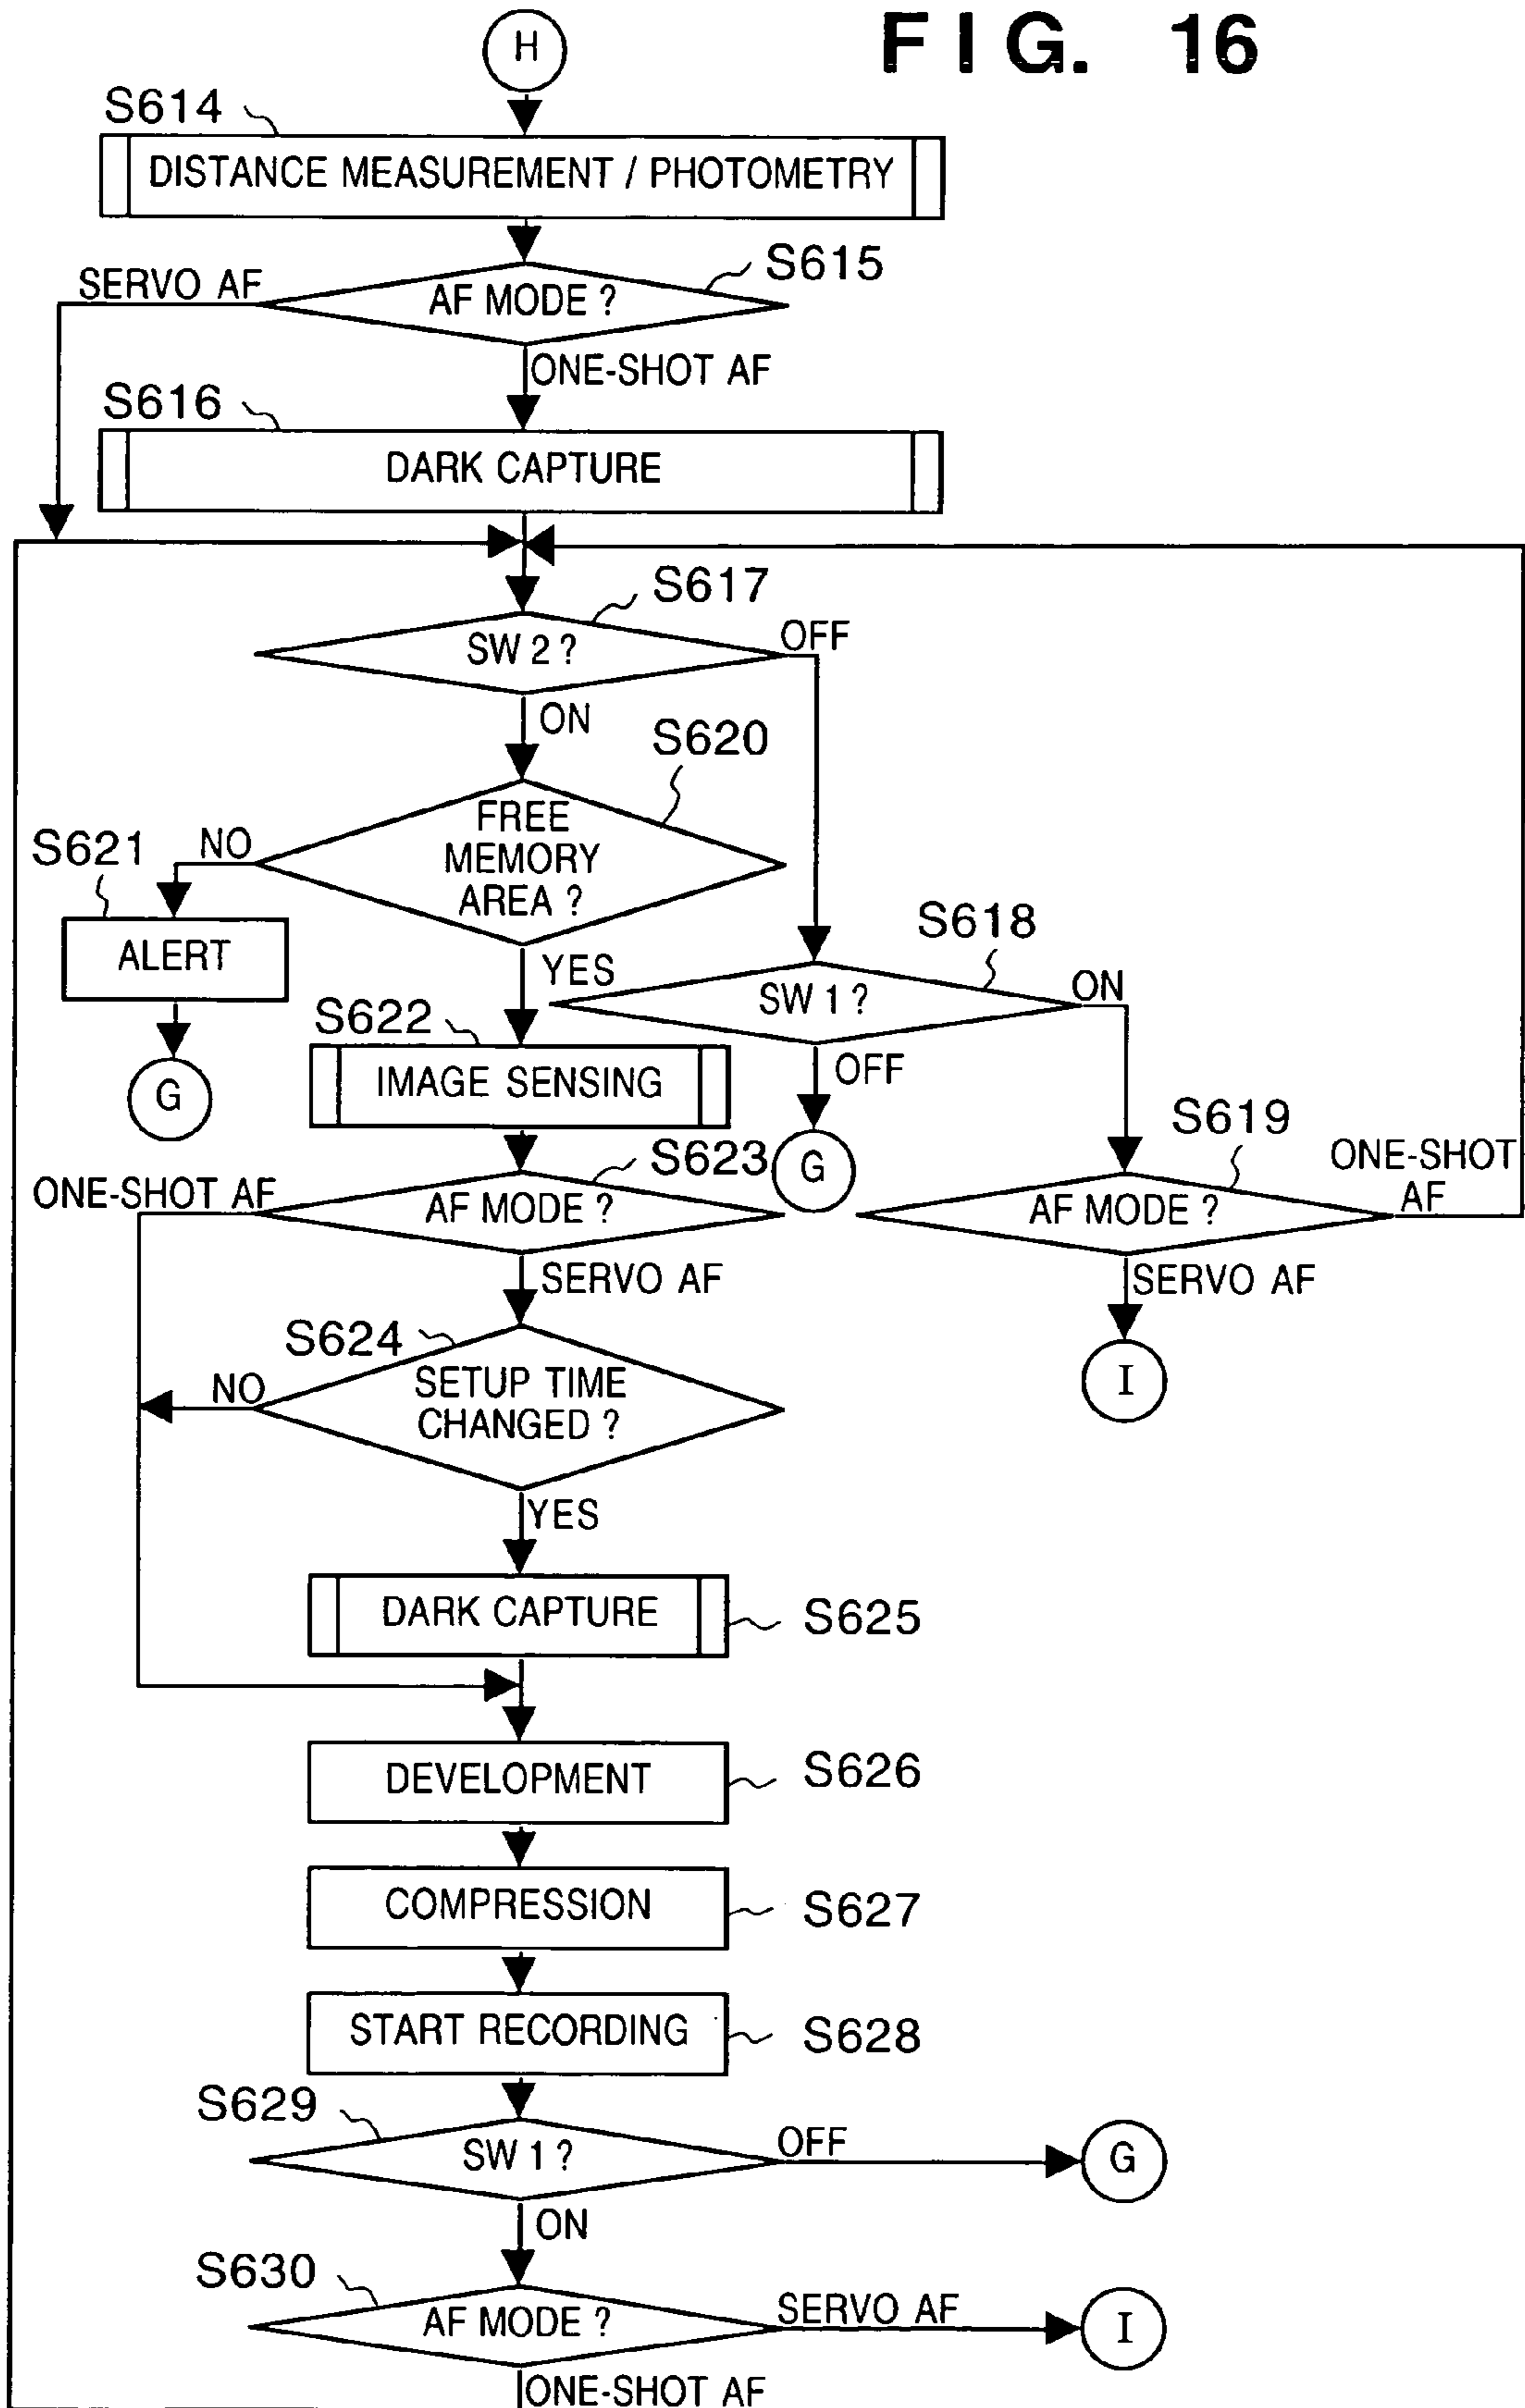 FIG. 16
H
S614
DISTANCE MEASUREMENT / PHOTOMETRY
S615
SERVO AF
AF MODE ?
ONE-SHOT AF
S616
DARK CAPTURE
S617
SW 2 ?
OFF
ON
S620
FREE
MEMORY
AREA ?
NO
S621
ALERT
G
YES
S618
SW 1 ?
ON
OFF
G
S622
IMAGE SENSING
S619
ONE-SHOT
AF
AF MODE ?
SERVO AF
I
S623
ONE-SHOT AF
AF MODE ?
SERVO AF
S624
NO
SETUP TIME
CHANGED ?
YES
DARK CAPTURE
S625
DEVELOPMENT
S626
COMPRESSION
S627
START RECORDING
S628
S629
SW 1 ?
OFF
G
ON
S630
AF MODE ?
SERVO AF
I
ONE-SHOT AF